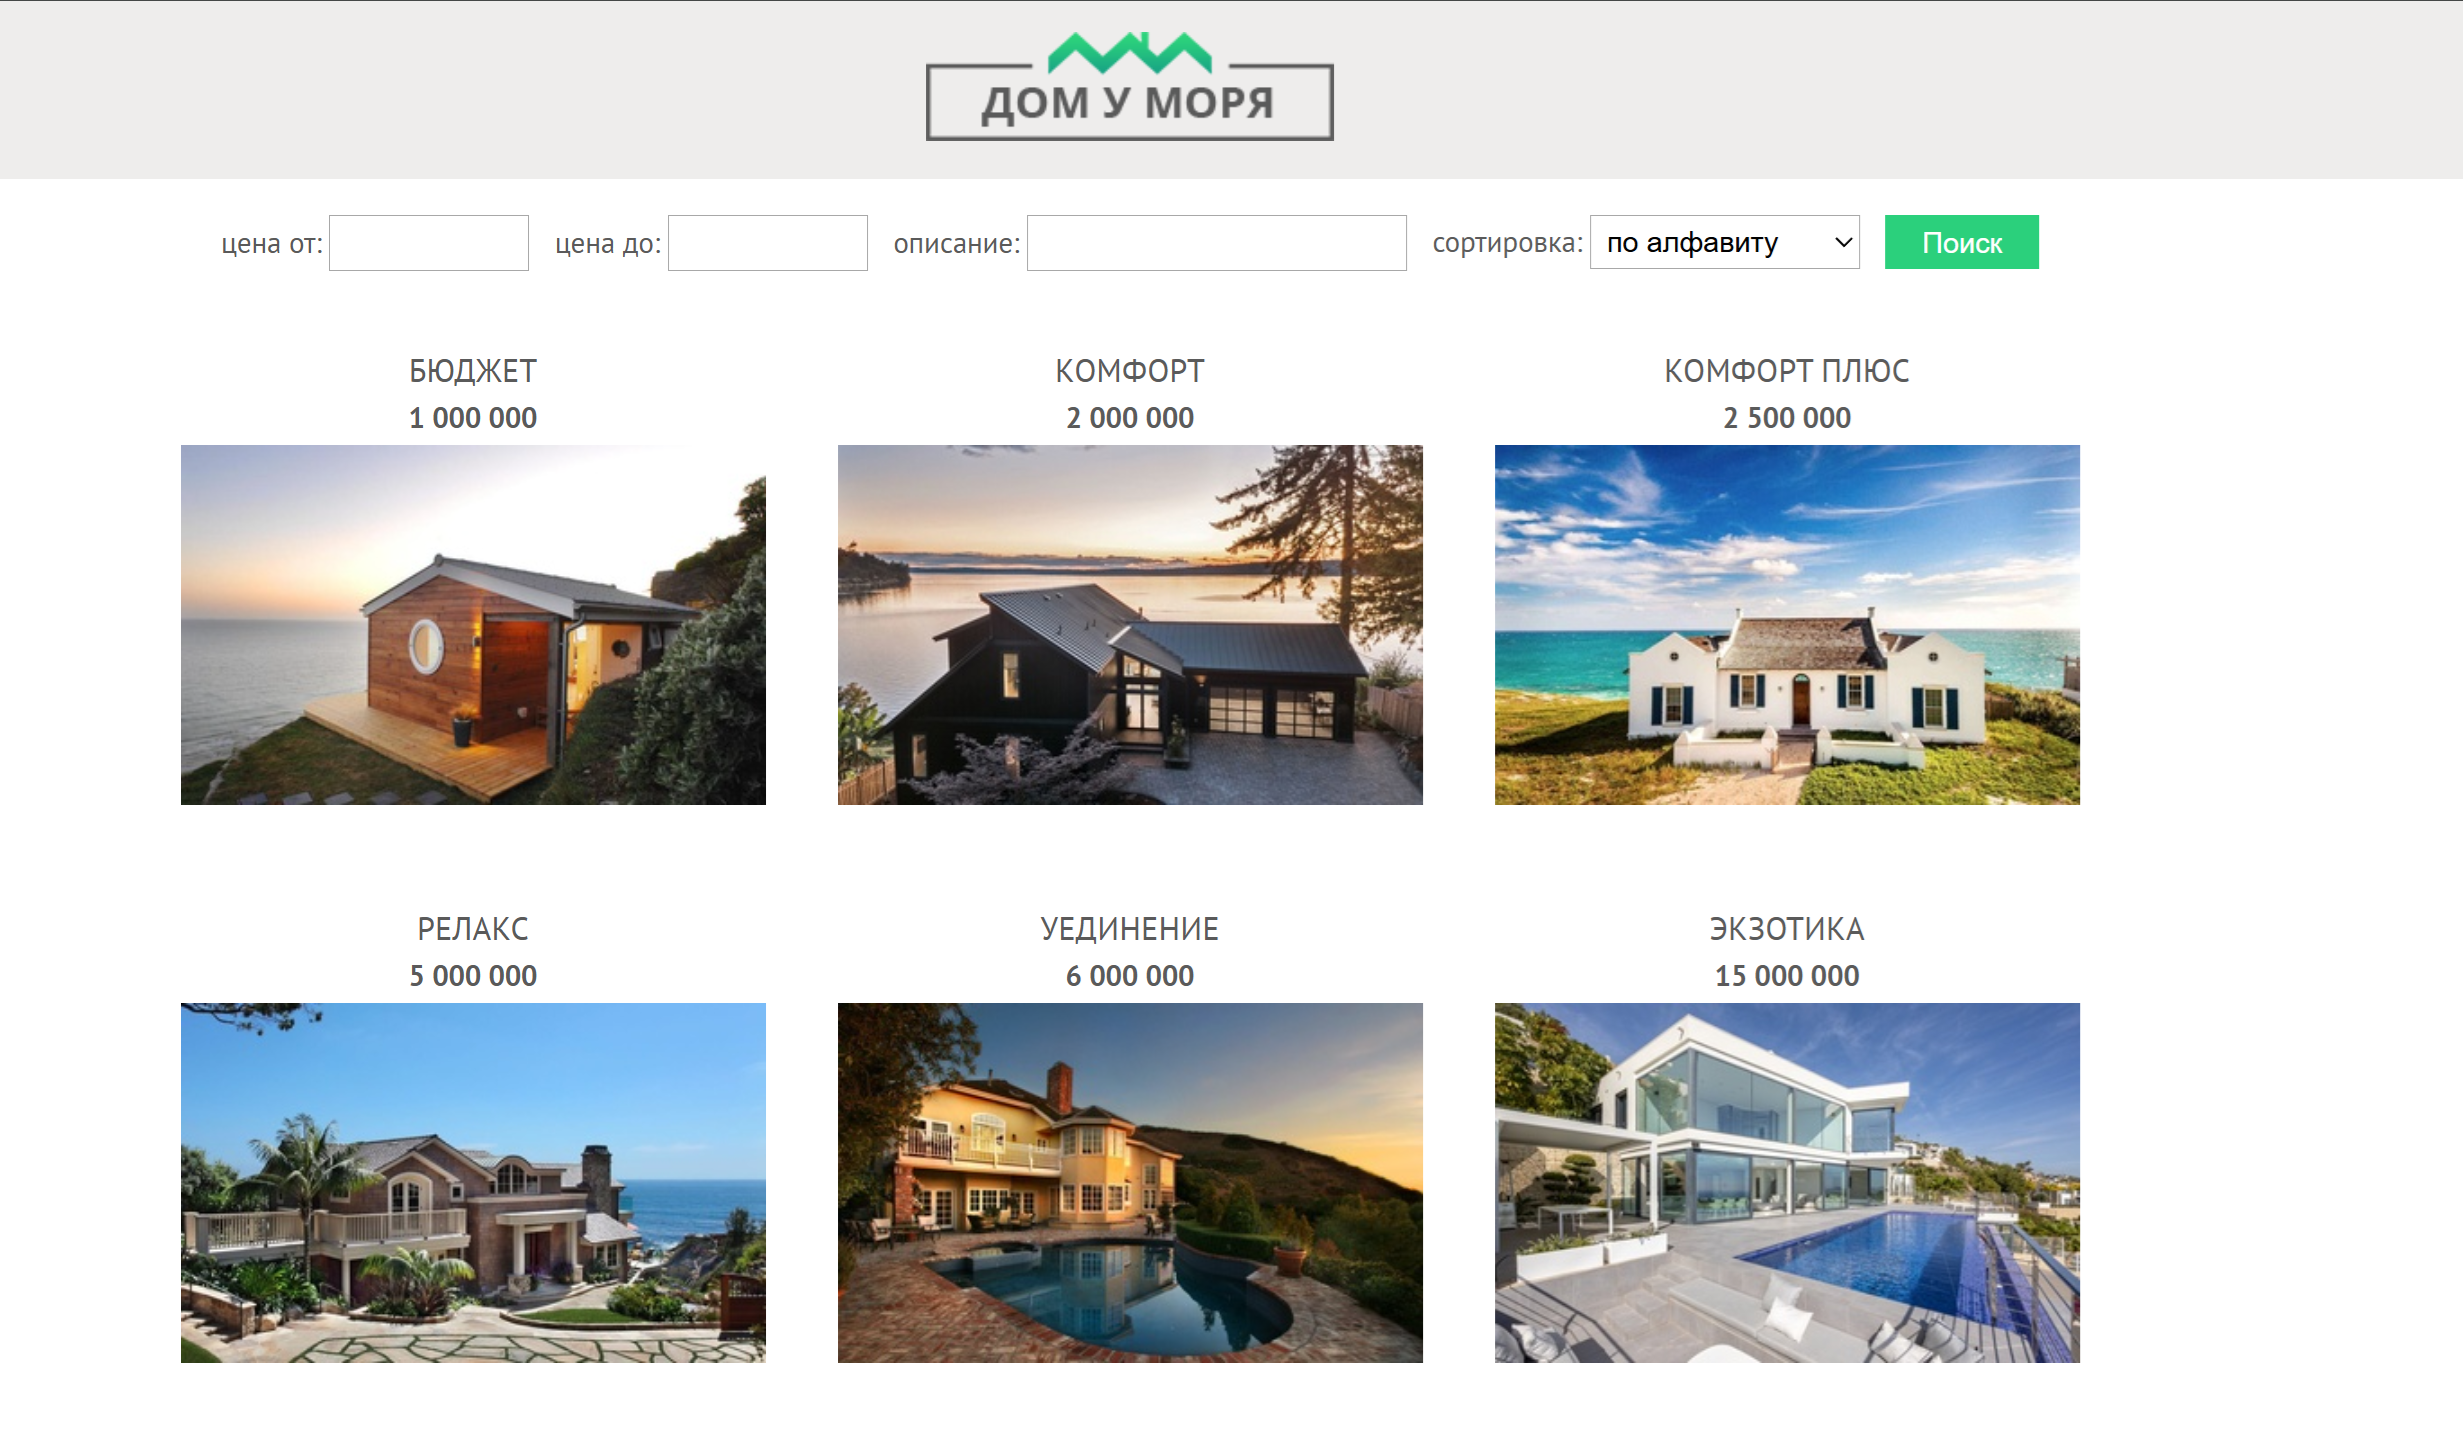 ДОМ У МОРЯ
цена от: цена до: описание: сортировка: по алфавиту Поиск
БЮДЖЕТ КОМФОРТ КОМФОРТ ПЛЮС
1 000 000 2 000 000 2 500 000
РЕЛАКС УЕДИНЕНИЕ ЭКЗОТИКА
5 000 000 6 000 000 15 000 000